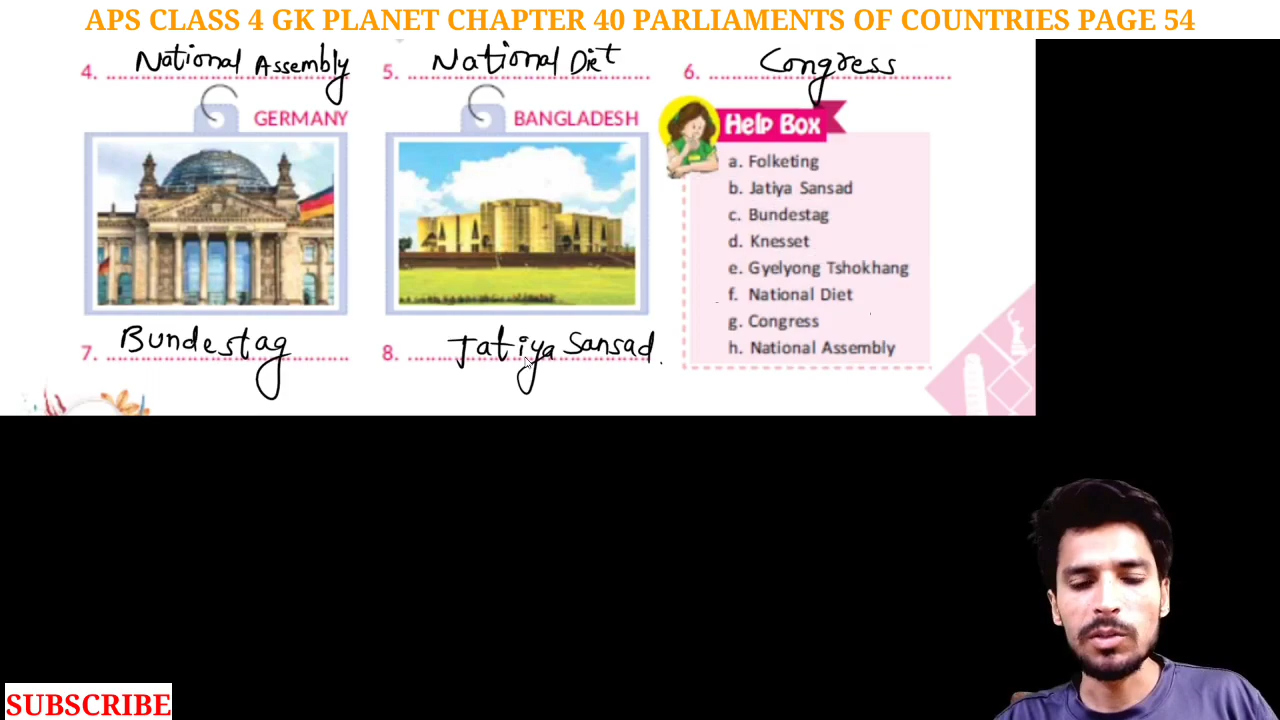 APS CLASS 4 GK PLANET CHAPTER 40 PARLIAMENTS OF COUNTRIES PAGE 54
4. National Assembly 5. National Diet 6. Congress
GERMANY BANGLADESH
Help Box
a. Folketing
b. Jatiya Sansad
c. Bundestag
d. Knesset
e. Gyelyong Tshokhang
f. National Diet
g. Congress
h. National Assembly
7. Bundestag 8. Jatiya Sansad.
SUBSCRIBE